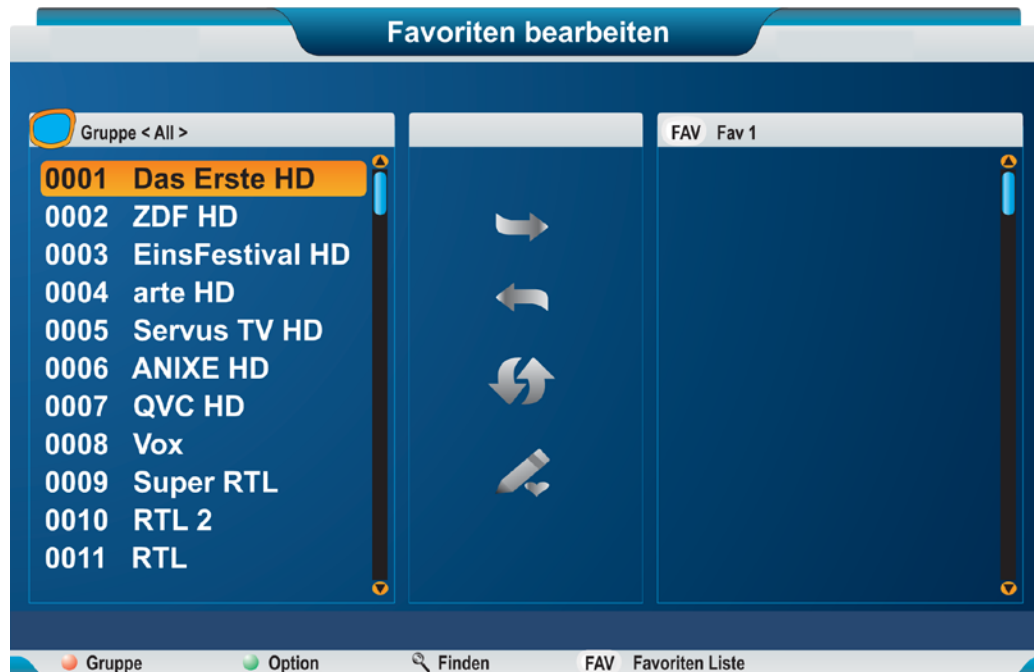 Favoriten bearbeiten
Gruppe < All >
FAV Fav 1
0001 Das Erste HD
0002 ZDF HD
0003 EinsFestival HD
0004 arte HD
0005 Servus TV HD
0006 ANIXE HD
0007 QVC HD
0008 Vox
0009 Super RTL
0010 RTL 2
0011 RTL
Gruppe Option Finden FAV Favoriten Liste